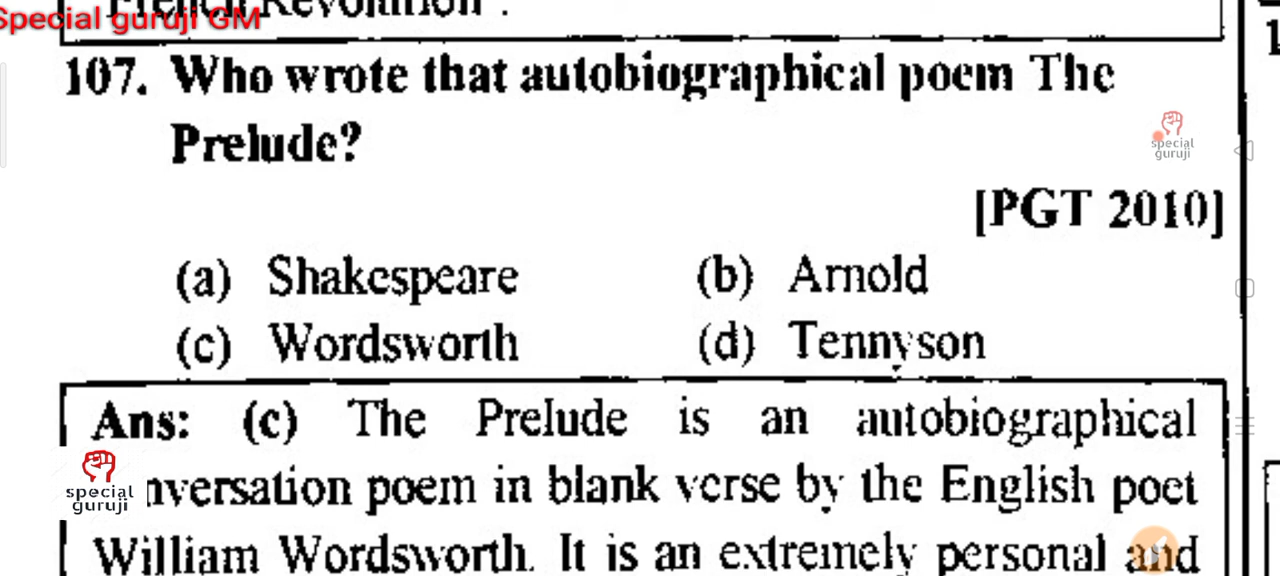 French Revolution .
Special guruji GM
107. Who wrote that autobiographical poem The
Prelude?
special
guruji
[PGT 2010]
(a) Shakespeare (b) Arnold
(c) Wordsworth (d) Tennyson
Ans: (c) The Prelude is an autobiographical
special
guruji
nversation poem in blank verse by the English poet
William Wordsworth. It is an extremely personal and